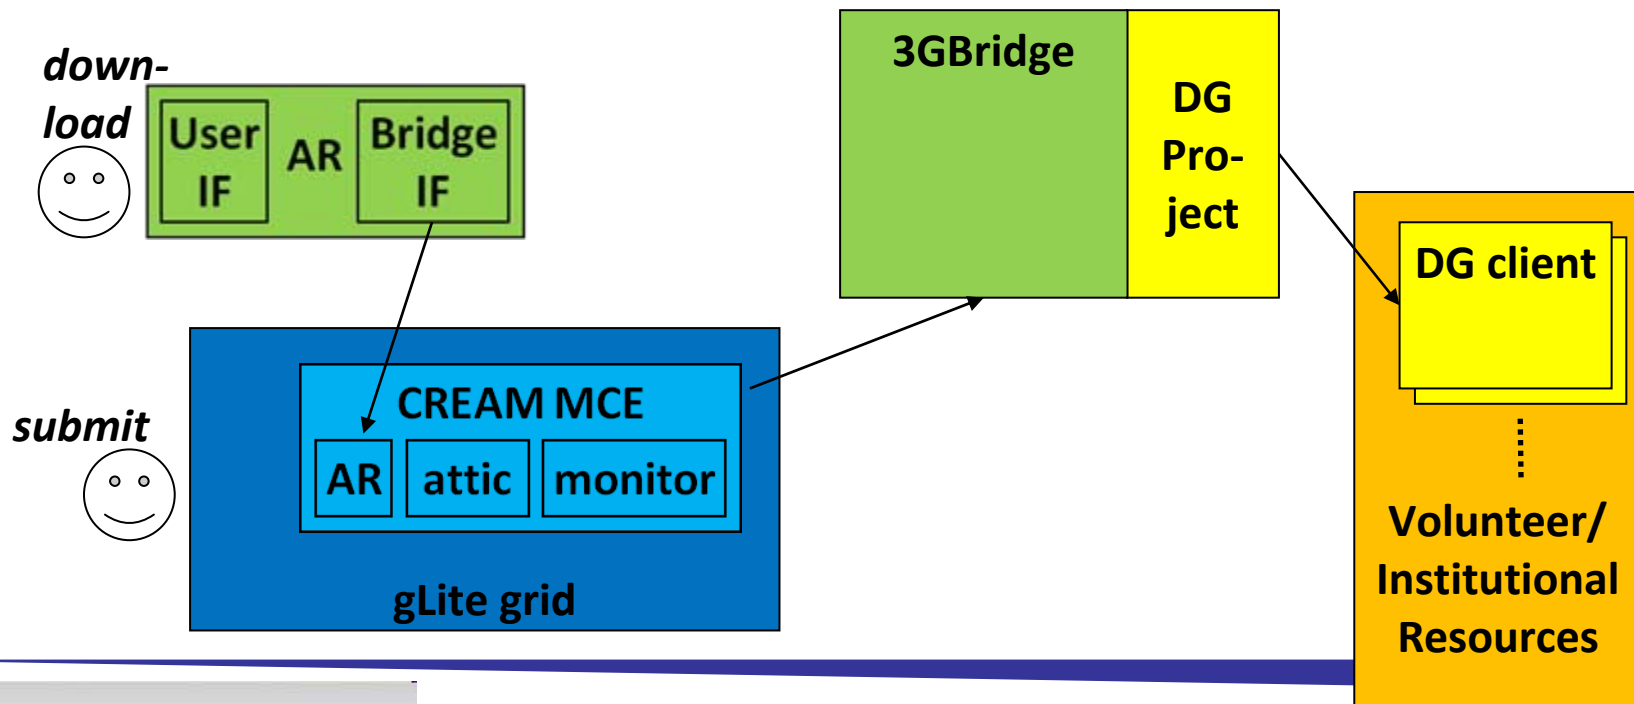 down-
load
User
IF
AR
Bridge
IF
3GBridge
DG
Pro-
ject
DG client
submit
CREAM MCE
AR
attic
monitor
gLite grid
Volunteer/
Institutional
Resources